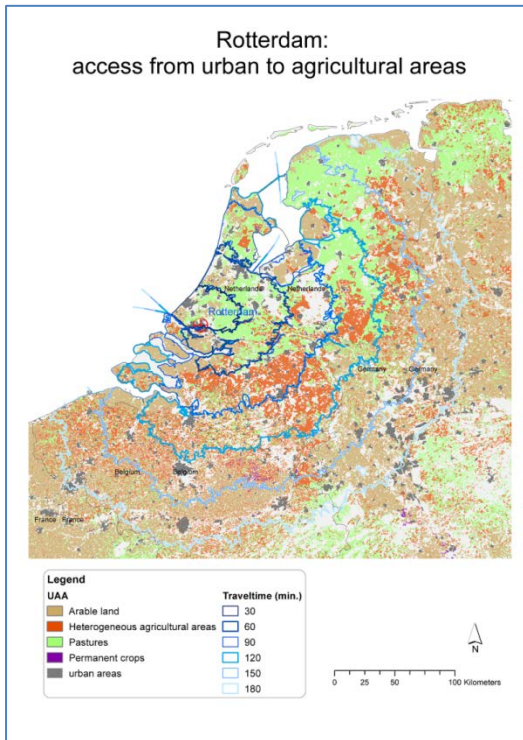 Rotterdam:
access from urban to agricultural areas
Netherlands Netherlands
Rotterdam
Germany Germany
Belgium Belgium
France France
Legend
UAA
Arable land
Heterogeneous agricultural areas
Pastures
Permanent crops
urban areas
Traveltime (min.)
30
60
90
120
150
180
N
0 25 50 100 Kilometers